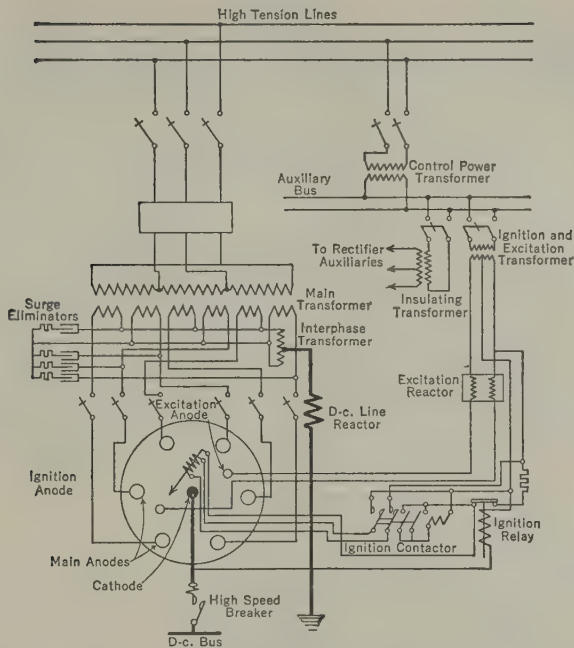 High Tension Lines
Control Power
Transformer
Auxiliary
Bus
Ignition and
Excitation
Transformer
To Rectifier
Auxiliaries
Insulating
Transformer
Main
Transformer
Surge
Eliminators
Interphase
Transformer
Excitation
Reactor
D-c. Line
Reactor
Excitation
Anode
Ignition
Anode
Ignition
Relay
Ignition Contactor
Main Anodes
Cathode
High Speed
Breaker
D-c. Bus